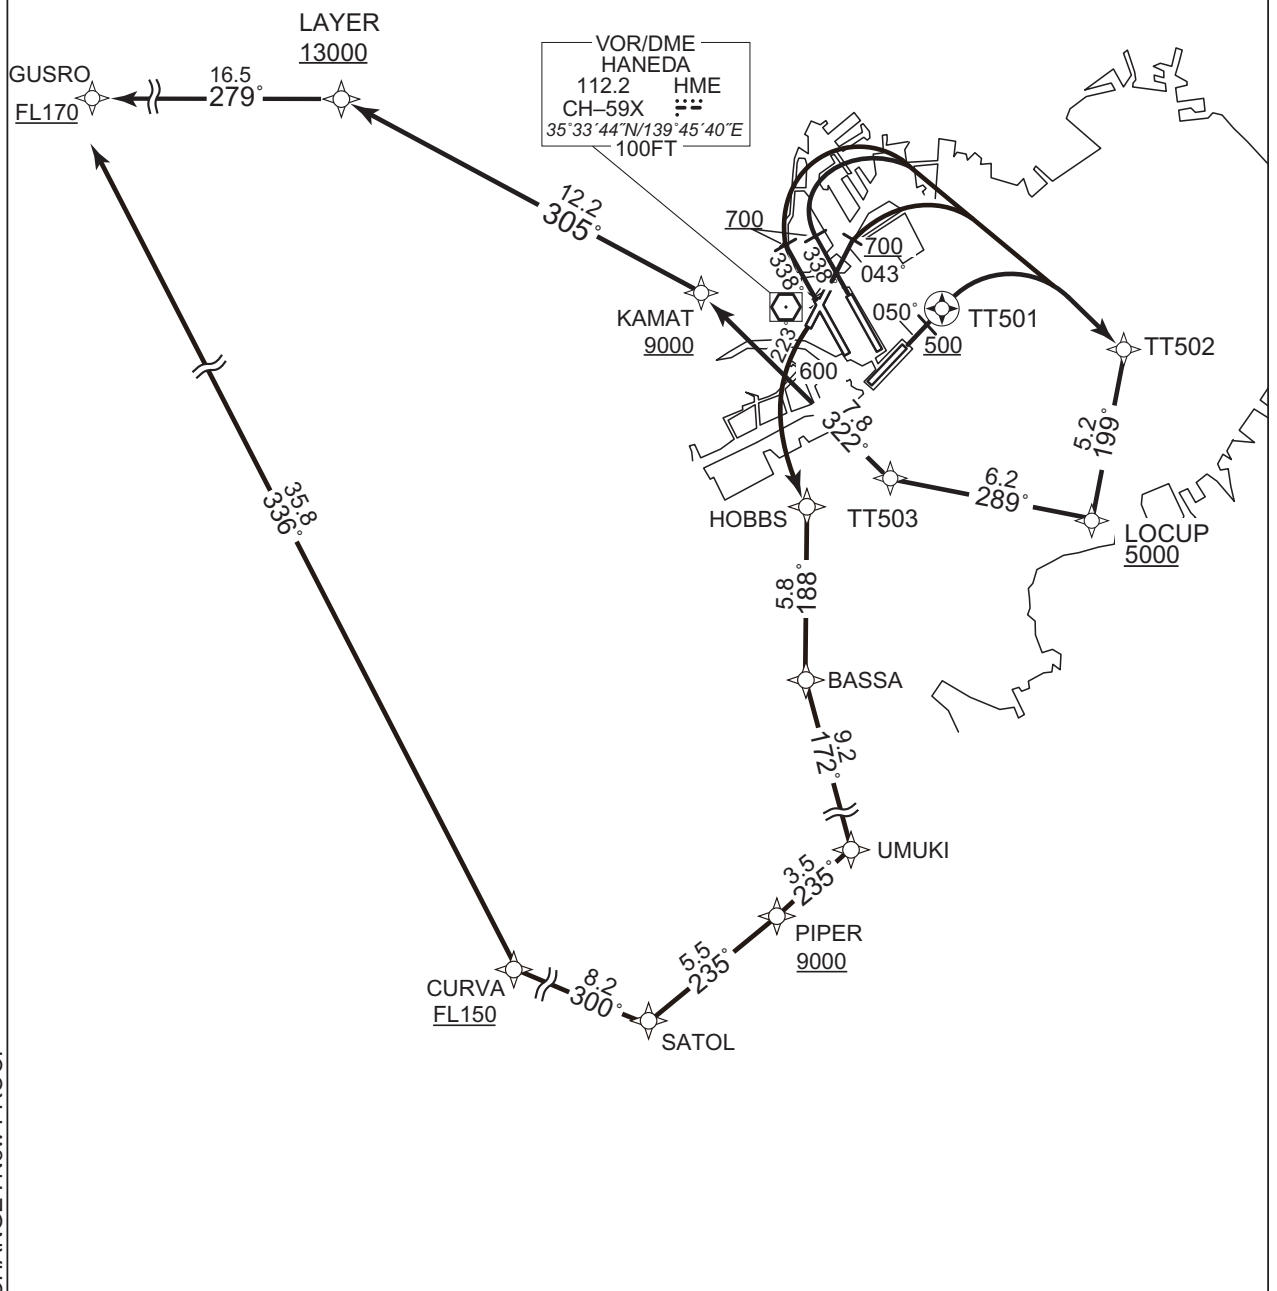 LAYER
13000
GUSRO
FL170
16.5
279°
VOR/DME
HANEDA
112.2 HME
CH–59X
35°33´44˝N/139°45´40˝E
100FT
12.2
305°
700
338°
338°
700
043°
KAMAT
9000
223°
600
050°
500
TT501
TT502
5.2
199°
7.8
322°
6.2
289°
HOBBS
TT503
LOCUP
5000
35.8
336°
5.8
188°
BASSA
9.2
172°
UMUKI
3.5
235°
PIPER
9000
5.5
235°
CURVA
FL150
8.2
300°
SATOL